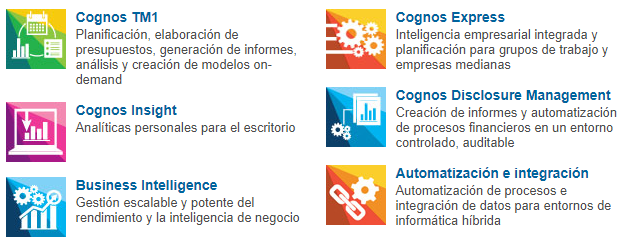 Cognos TM1
Planificación, elaboración de
presupuestos, generación de informes,
análisis y creación de modelos on-
demand
Cognos Insight
Analíticas personales para el escritorio
Business Intelligence
Gestión escalable y potente del
rendimiento y la inteligencia de negocio
Cognos Express
Inteligencia empresarial integrada y
planificación para grupos de trabajo y
empresas medianas
Cognos Disclosure Management
Creación de informes y automatización
de procesos financieros en un entorno
controlado, auditable
Automatización e integración
Automatización de procesos e
integración de datos para entornos de
informática híbrida